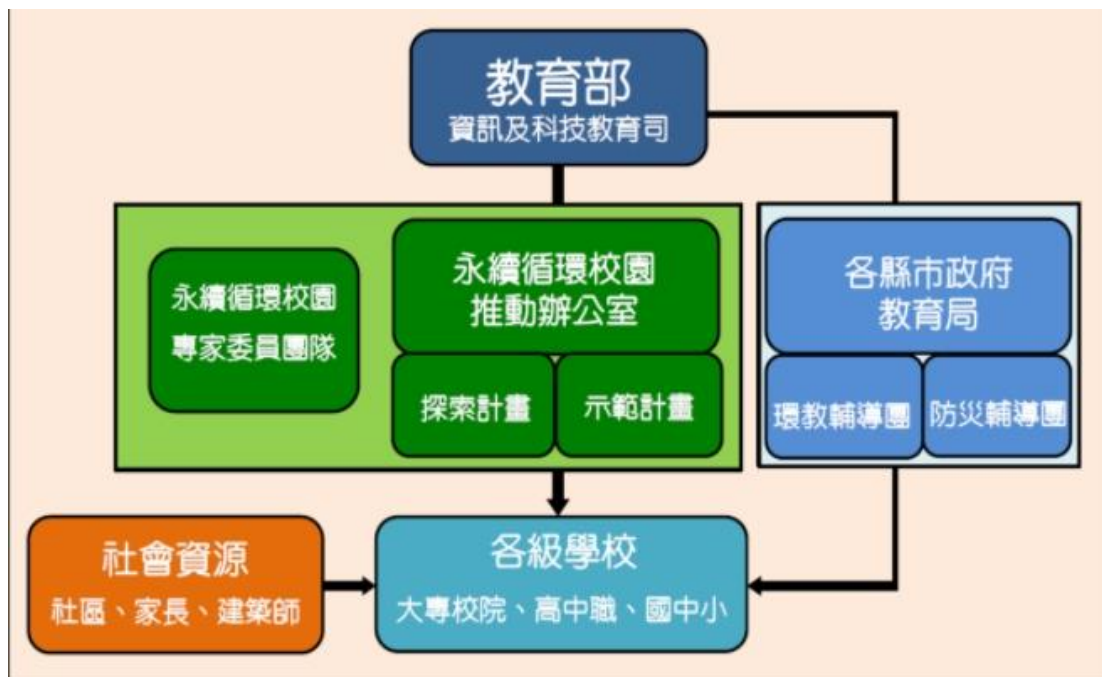 教育部
資訊及科技教育司
永續循環校園
專家委員團隊
永續循環校園
推動辦公室
探索計畫
示範計畫
各縣市政府
教育局
環教輔導團
防災輔導團
社會資源
社區、家長、建築師
各級學校
大專校院、高中職、國中小